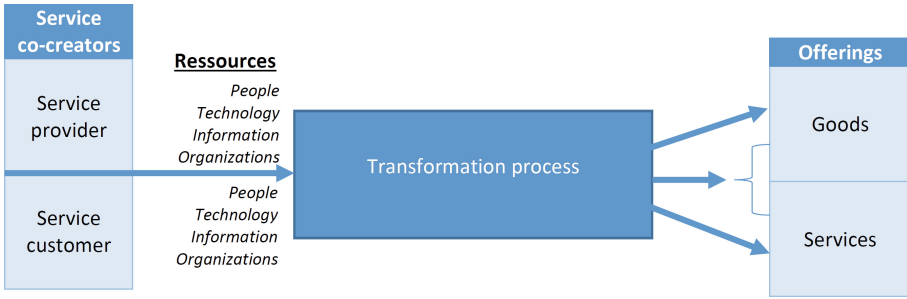 Service
co-creators
Service
provider
Service
customer
Ressources
People
Technology
Information
Organizations
People
Technology
Information
Organizations
Transformation process
Offerings
Goods
Services